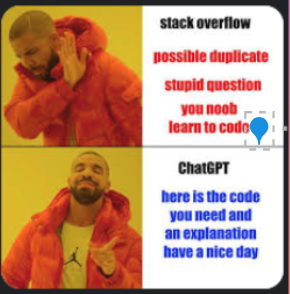 stack overflow
possible duplicate
stupid question
you noob
learn to code
ChatGPT
here is the code
you need and
an explanation
have a nice day